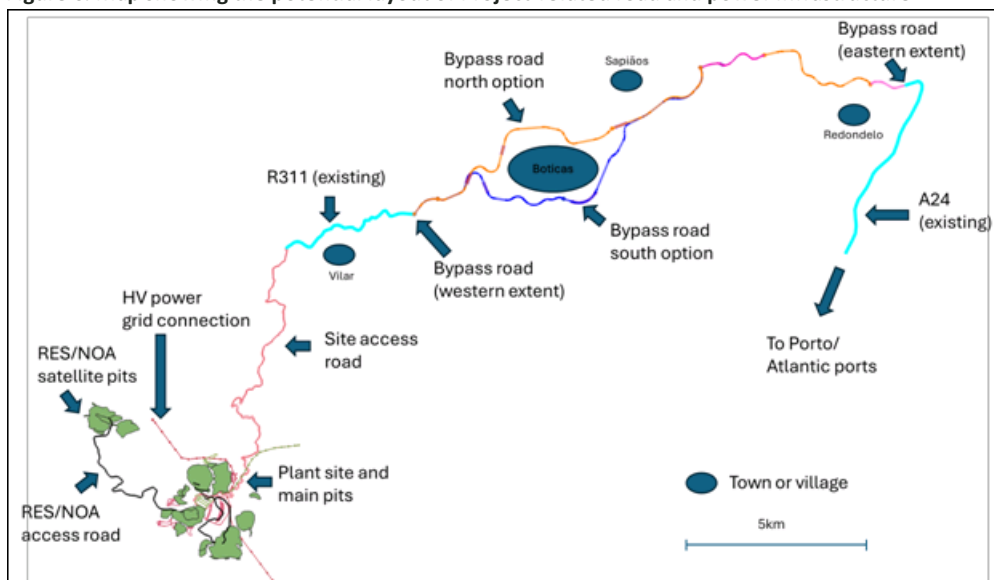 Bypass road
(eastern extent)
Sapiãos
Bypass road
north option
Redondelo
Boticas
R311 (existing)
A24
(existing)
Bypass road
south option
Vilar
Bypass road
(western extent)
HV power
grid connection
Site access
road
To Porto/
Atlantic ports
RES/NOA
satellite pits
Plant site and
main pits
Town or village
RES/NOA
access road
5km